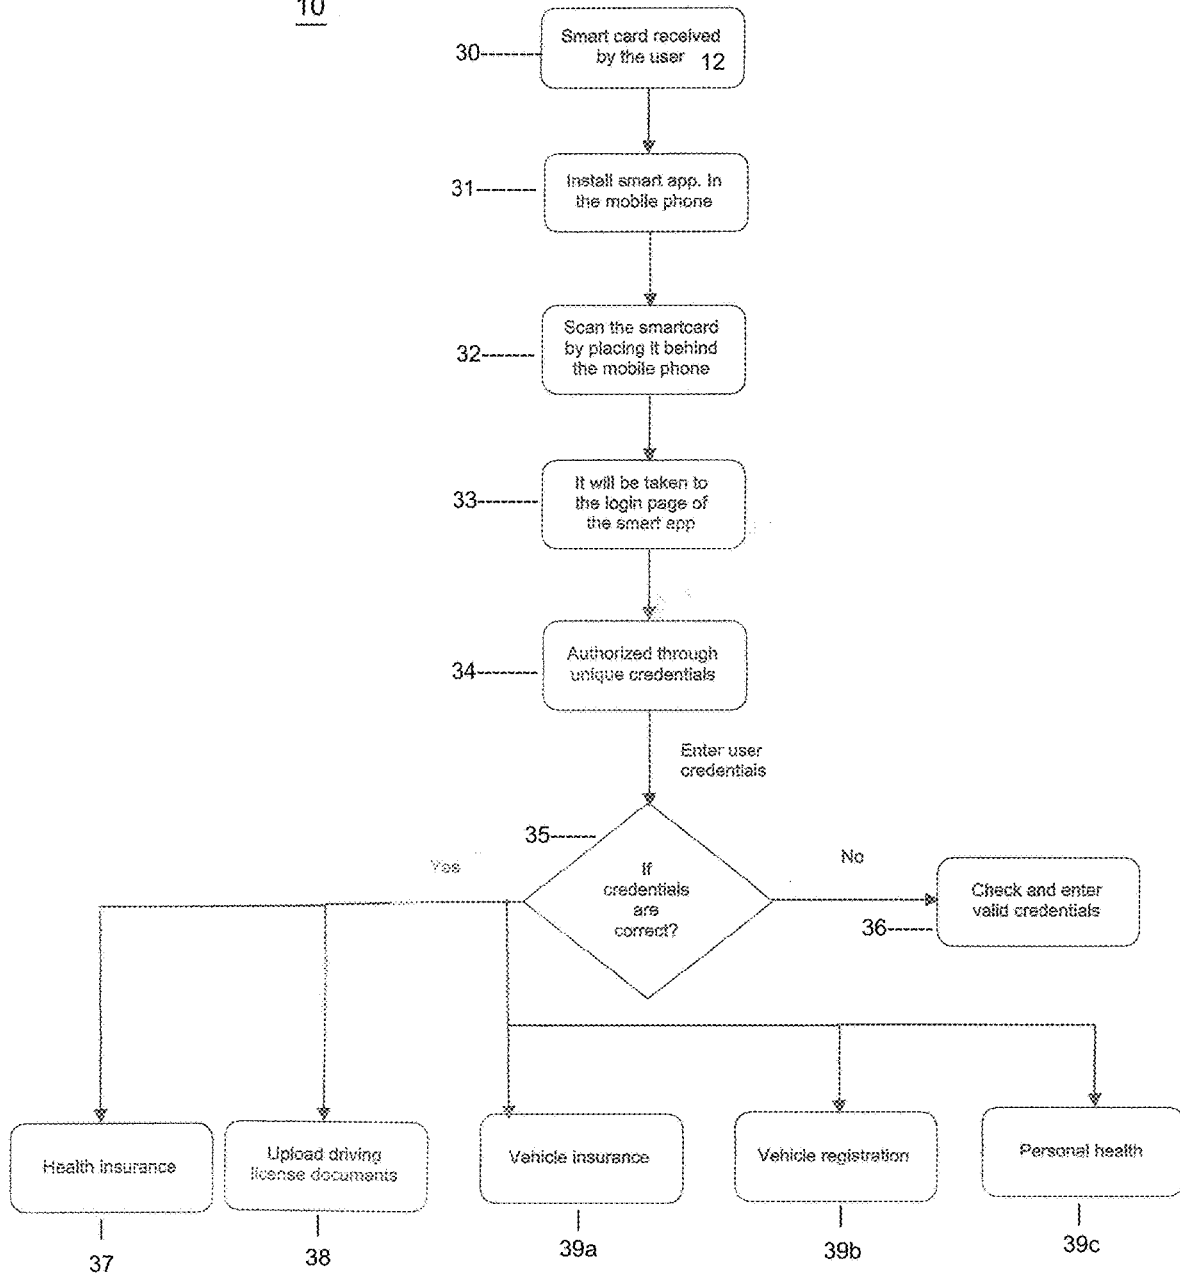 10
Smart card received
by the user 12
30
Install smart app. In
the mobile phone
31
Scan the smartcard
by placing it behind
the mobile phone
32
It will be taken to
the login page of
the smart app
33
Authorized through
unique credentials
34
Enter user
credentials
35
If
credentials
are
correct?
Yes
No
Check and enter
valid credentials
36
Health insurance
Upload driving
license documents
Vehicle insurance
Vehicle registration
Personal health
37
38
39a
39b
39c